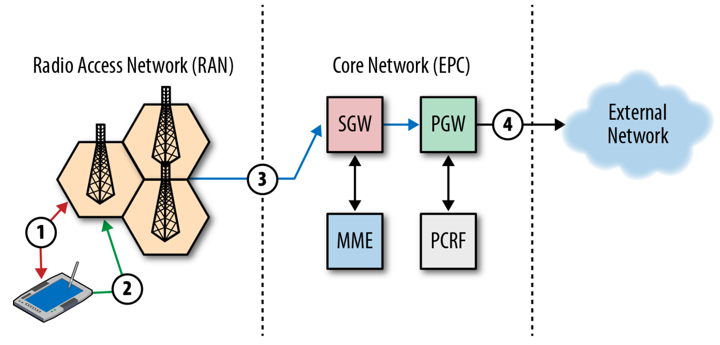 Radio Access Network (RAN)
Core Network (EPC)
SGW
PGW
4
External
Network
3
1
MME
PCRF
2